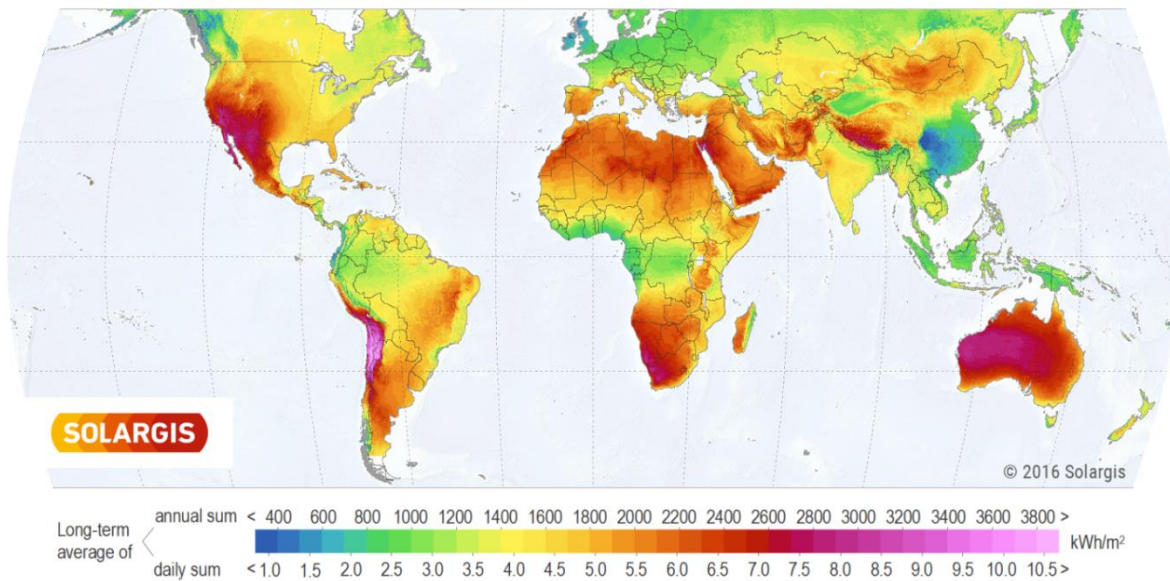 SOLARGIS
© 2016 Solargis
Long-term average of
annual sum < 400 600 800 1000 1200 1400 1600 1800 2000 2200 2400 2600 2800 3000 3200 3400 3600 3800 >
kWh/m²
daily sum < 1.0 1.5 2.0 2.5 3.0 3.5 4.0 4.5 5.0 5.5 6.0 6.5 7.0 7.5 8.0 8.5 9.0 9.5 10.0 10.5 >